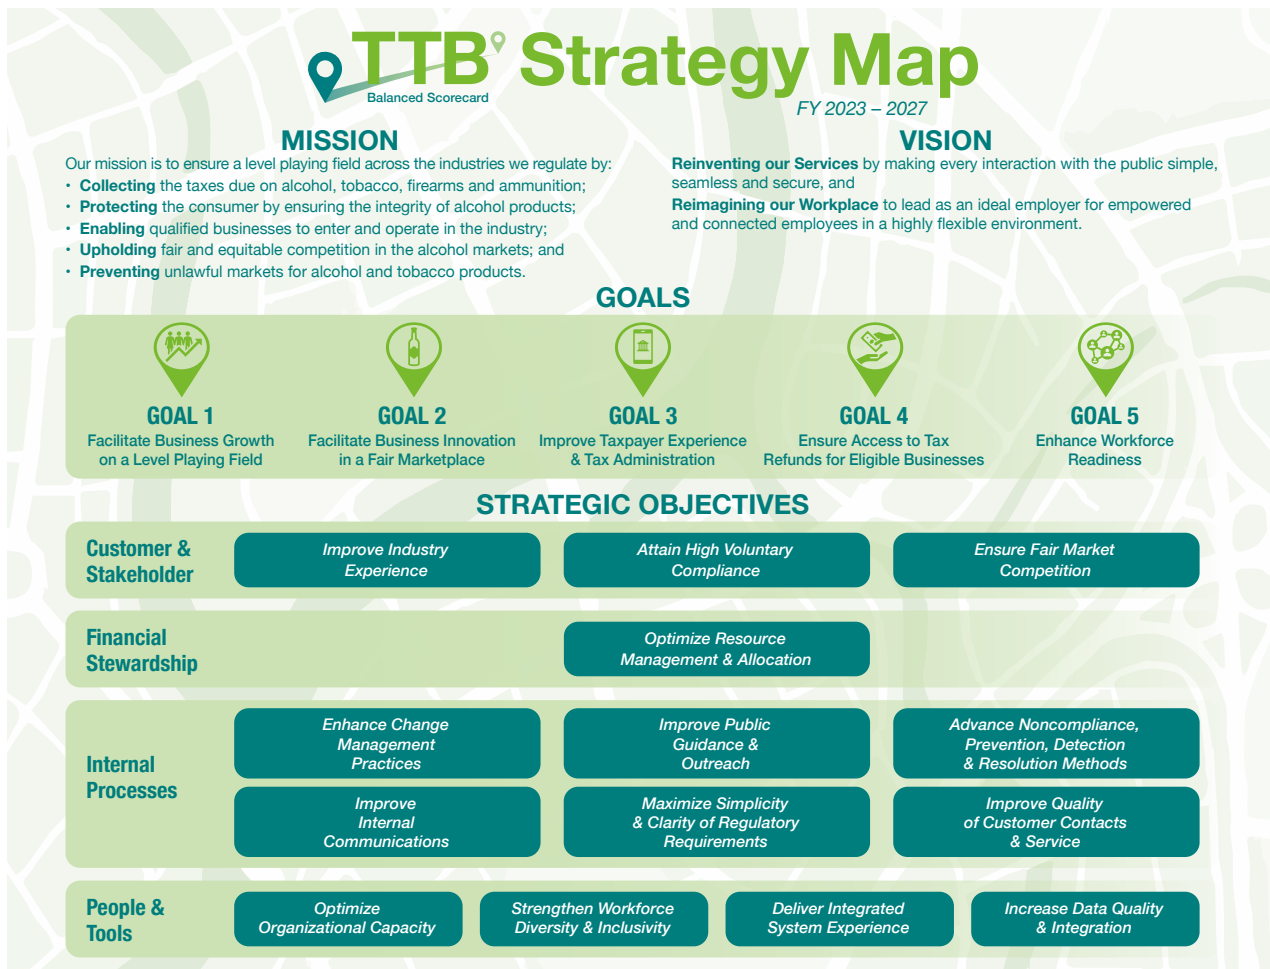 TTB Strategy Map
Balanced Scorecard
FY 2023 – 2027
MISSION
Our mission is to ensure a level playing field across the industries we regulate by:
• Collecting the taxes due on alcohol, tobacco, firearms and ammunition;
• Protecting the consumer by ensuring the integrity of alcohol products;
• Enabling qualified businesses to enter and operate in the industry;
• Upholding fair and equitable competition in the alcohol markets; and
• Preventing unlawful markets for alcohol and tobacco products.
VISION
Reinventing our Services by making every interaction with the public simple,
seamless and secure, and
Reimagining our Workplace to lead as an ideal employer for empowered
and connected employees in a highly flexible environment.
GOALS
GOAL 1
Facilitate Business Growth
on a Level Playing Field
GOAL 2
Facilitate Business Innovation
in a Fair Marketplace
GOAL 3
Improve Taxpayer Experience
& Tax Administration
GOAL 4
Ensure Access to Tax
Refunds for Eligible Businesses
GOAL 5
Enhance Workforce
Readiness
STRATEGIC OBJECTIVES
Customer &
Stakeholder
Improve Industry
Experience
Attain High Voluntary
Compliance
Ensure Fair Market
Competition
Financial
Stewardship
Optimize Resource
Management & Allocation
Internal
Processes
Enhance Change
Management
Practices
Improve Public
Guidance &
Outreach
Advance Noncompliance,
Prevention, Detection
& Resolution Methods
Improve
Internal
Communications
Maximize Simplicity
& Clarity of Regulatory
Requirements
Improve Quality
of Customer Contacts
& Service
People &
Tools
Optimize
Organizational Capacity
Strengthen Workforce
Diversity & Inclusivity
Deliver Integrated
System Experience
Increase Data Quality
& Integration